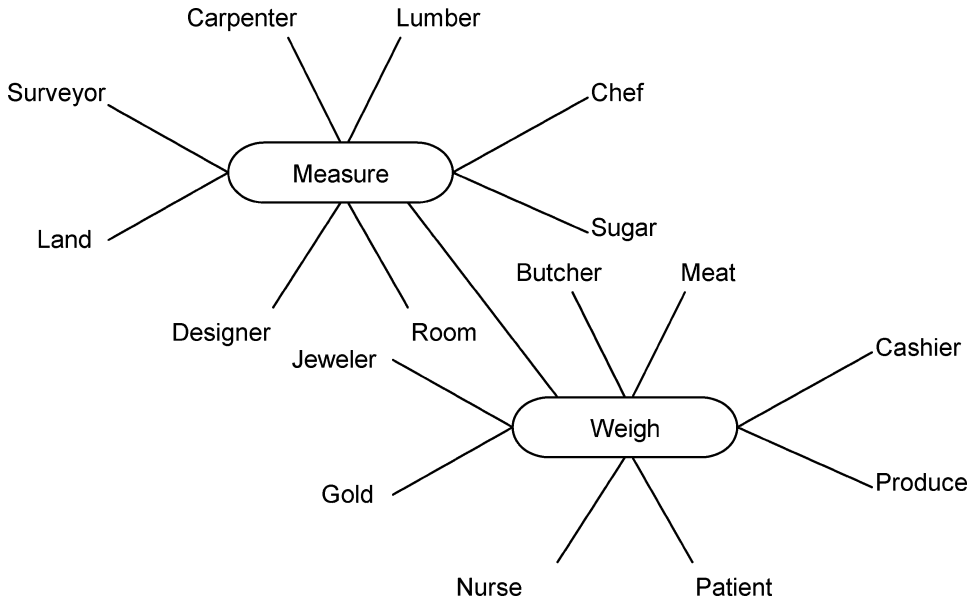 Carpenter
Lumber
Surveyor
Chef
Measure
Land
Sugar
Butcher
Meat
Designer
Room
Jeweler
Cashier
Weigh
Gold
Produce
Nurse
Patient